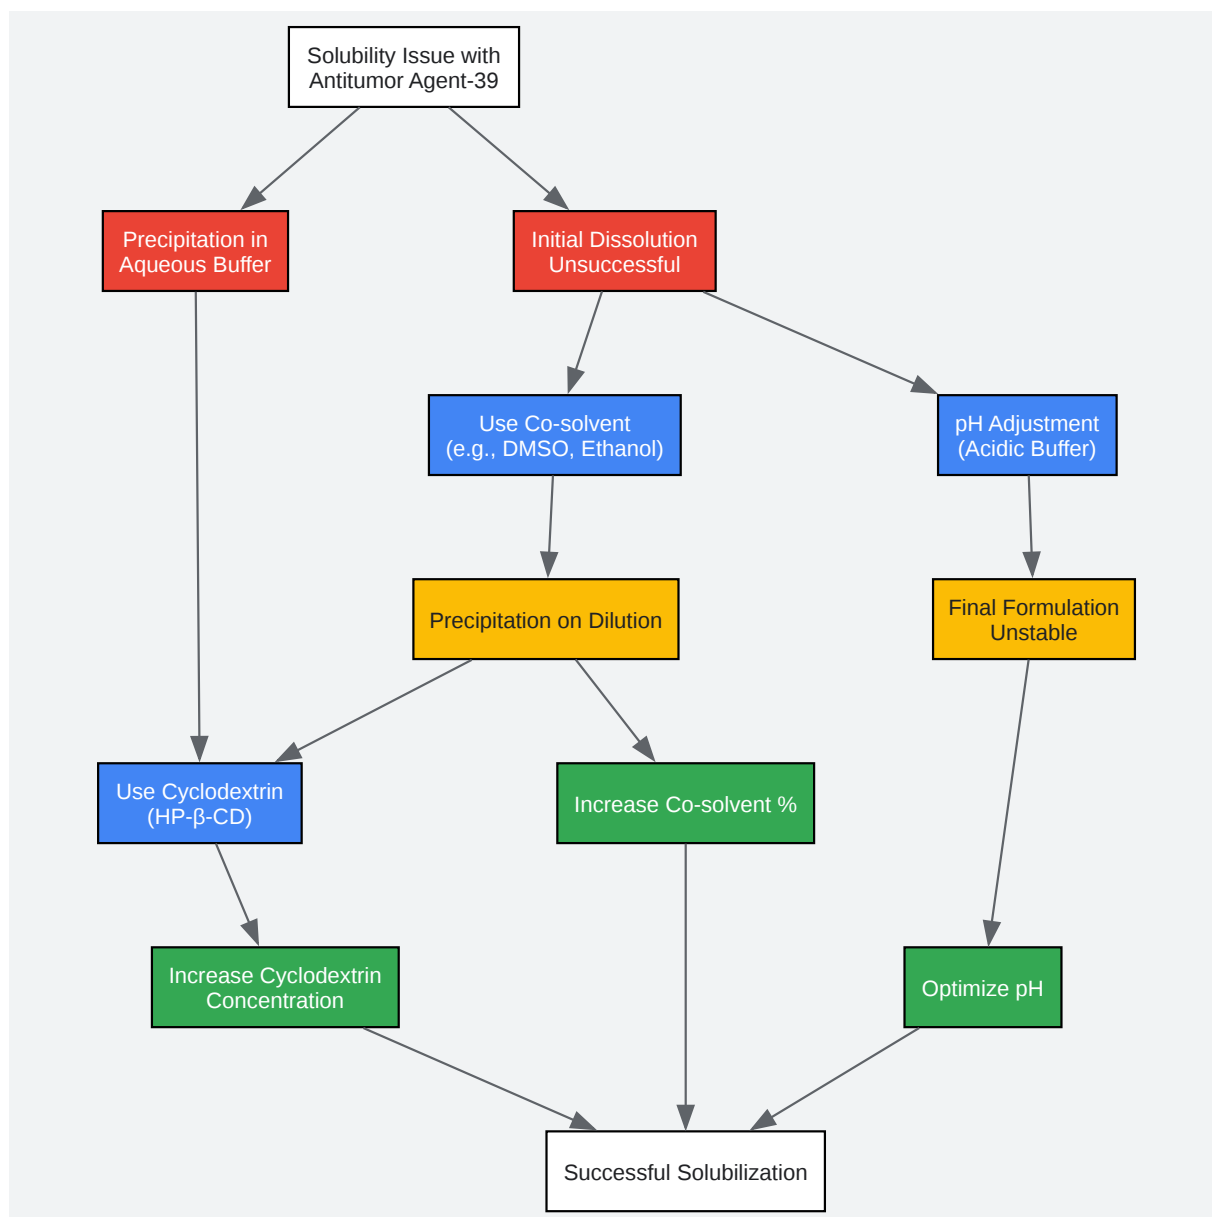 Solubility Issue with
Antitumor Agent-39
Precipitation in
Aqueous Buffer
Initial Dissolution
Unsuccessful
Use Co-solvent
(e.g., DMSO, Ethanol)
pH Adjustment
(Acidic Buffer)
Precipitation on Dilution
Final Formulation
Unstable
Use Cyclodextrin
(HP-β-CD)
Increase Co-solvent %
Increase Cyclodextrin
Concentration
Optimize pH
Successful Solubilization